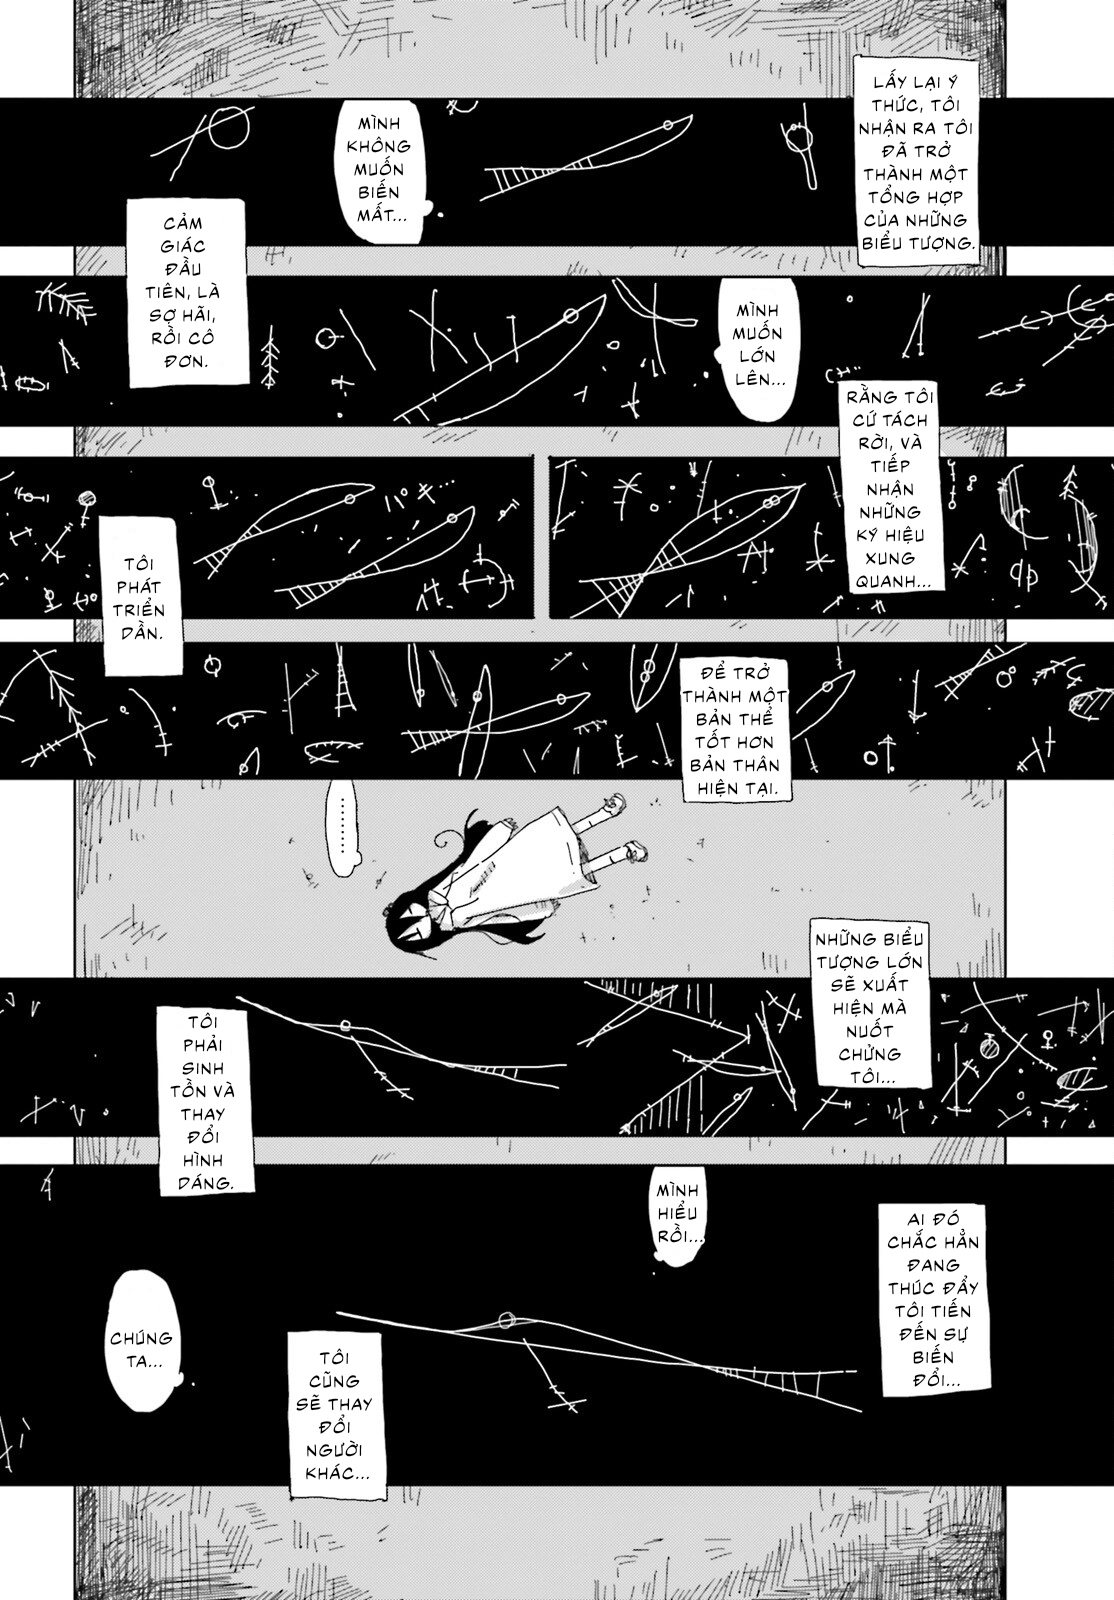 LẤY LẠI Ý
THỨC, TÔI
NHẬN RA TÔI
ĐÃ TRỞ
THÀNH MỘT
TỔNG HỢP
CỦA NHỮNG
BIỂU TƯỢNG.
MÌNH
KHÔNG
MUỐN
BIẾN
MẤT...
CẢM
GIÁC
ĐẦU
TIÊN, LÀ
SỢ HÃI,
RỒI CÔ
ĐƠN.
MÌNH
MUỐN
LỚN
LÊN...
RẰNG TÔI
CỨ TÁCH
RỜI, VÀ
TIẾP
NHẬN
NHỮNG
KÝ HIỆU
XUNG
QUANH...
パキ...
TÔI
PHÁT
TRIỂN
DẦN.
ĐỂ TRỞ
THÀNH MỘT
BẢN THỂ
TỐT HƠN
BẢN THÂN
HIỆN TẠI.
........
NHỮNG BIỂU
TƯỢNG LỚN
SẼ XUẤT
HIỆN MÀ
NUỐT
CHỬNG
TÔI...
TÔI
PHẢI
SINH
TỒN VÀ
THAY
ĐỔI
HÌNH
DÁNG.
MÌNH
HIỂU
RỒI...
AI ĐÓ
CHẮC HẲN
ĐANG
THÚC ĐẨY
TÔI TIẾN
ĐẾN SỰ
BIẾN
ĐỔI...
CHÚNG
TA...
TÔI
CŨNG
SẼ THAY
ĐỔI
NGƯỜI
KHÁC...